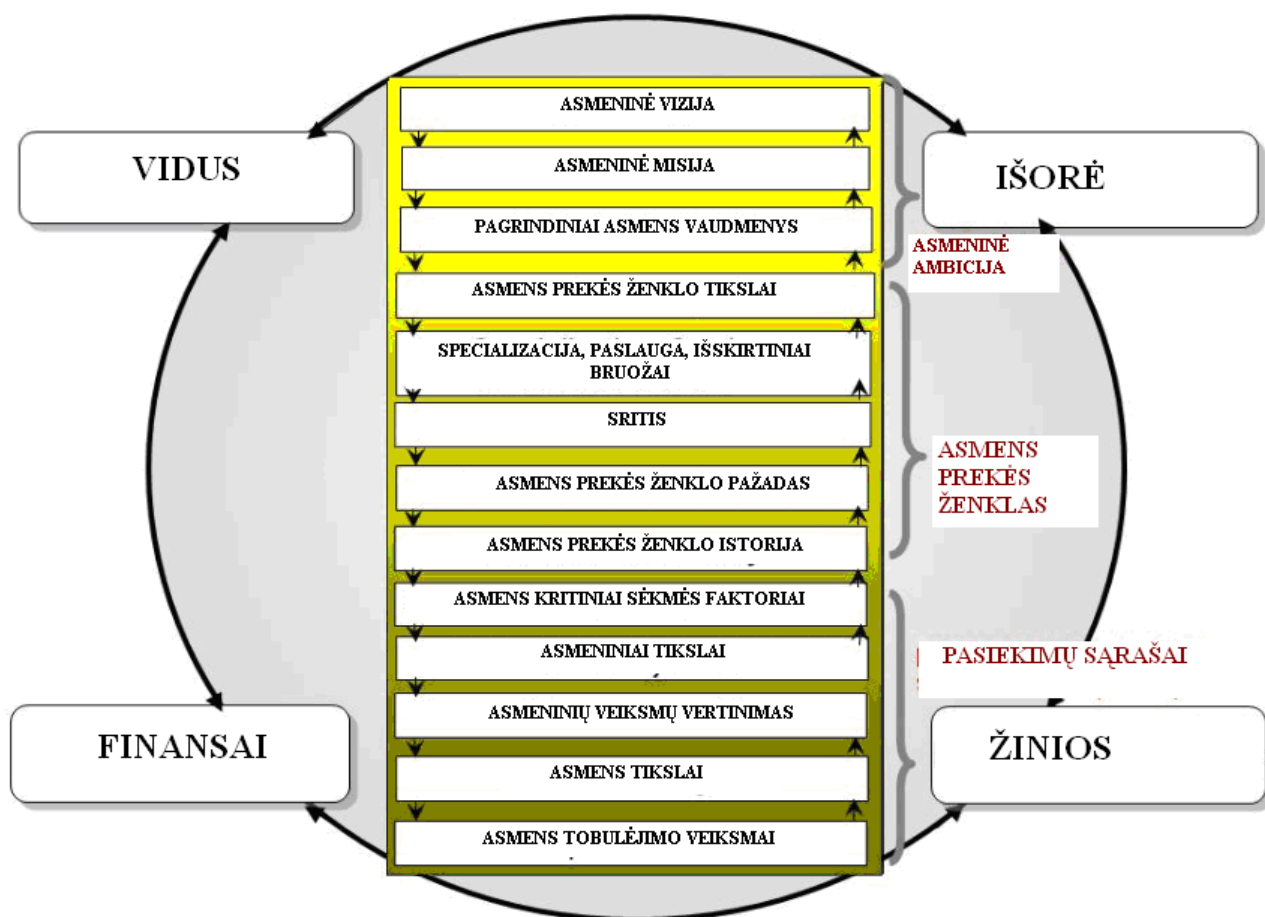 ASMENINĖ VIZIJA
VIDUS
IŠORĖ
ASMENINĖ MISIJA
PAGRINDINIAI ASMENS VAUDMENYS
ASMENINĖ
AMBICIJA
ASMENS PREKĖS ŽENKLO TIKSLAI
SPECIALIZACIJA, PASLAUGA, IŠSKIRTINIAI
BRUOŽAI
SRITIS
ASMENS PREKĖS ŽENKLO PAŽADAS
ASMENS
PREKĖS
ŽENKLAS
ASMENS PREKĖS ŽENKLO ISTORIJA
ASMENS KRITINIAI SĖKMĖS FAKTORIAI
ASMENINIAI TIKSLAI
PASIEKIMŲ SĄRAŠAI
ASMENINIŲ VEIKSMŲ VERTINIMAS
FINANSAI
ŽINIOS
ASMENS TIKSLAI
ASMENS TOBULĖJIMO VEIKSMAI